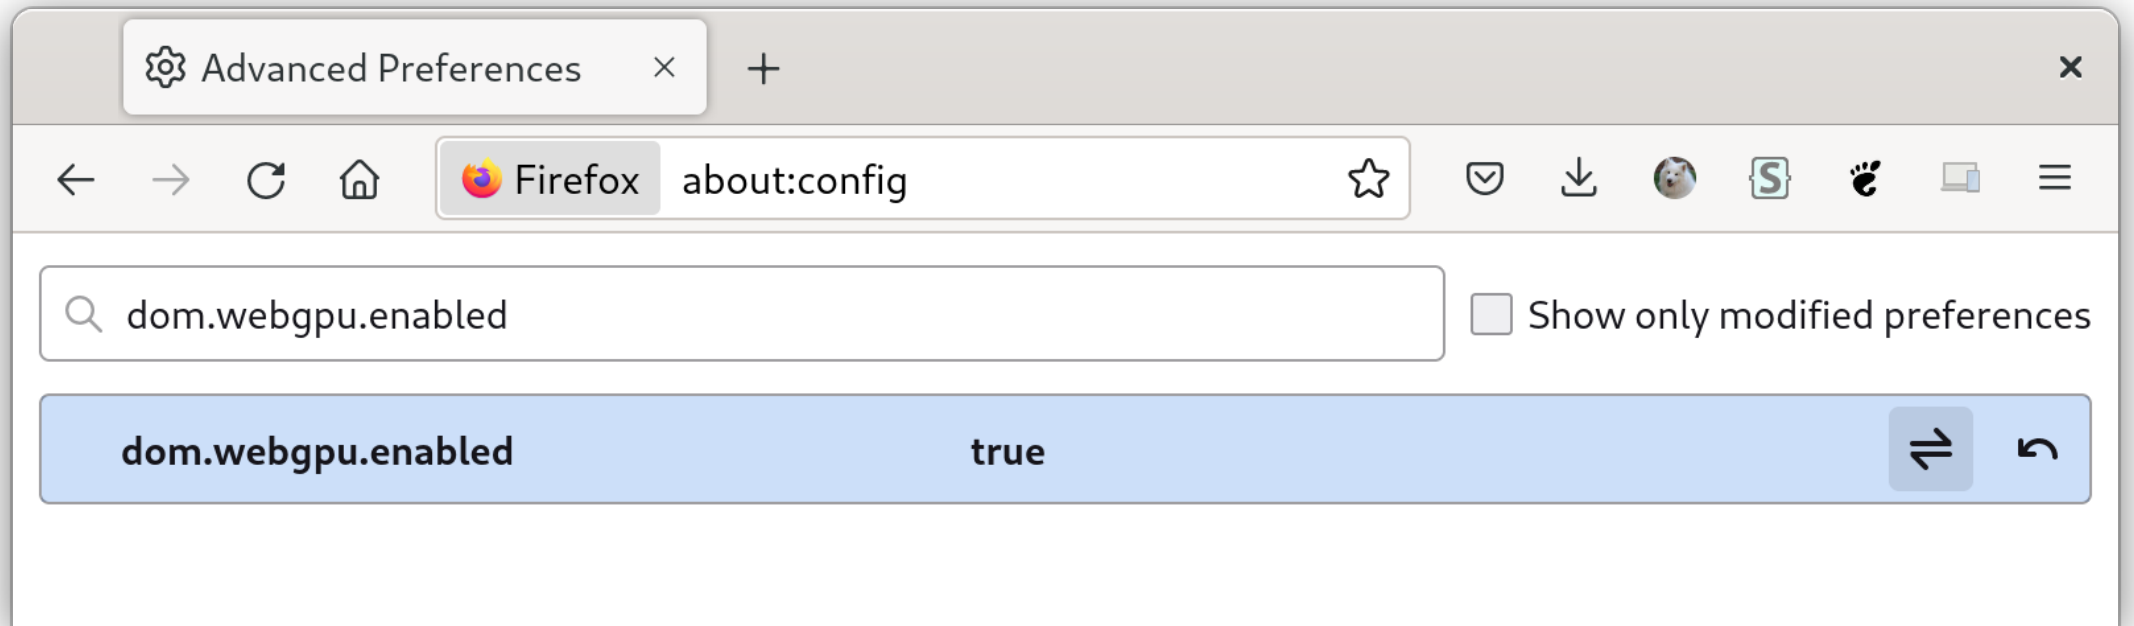 Advanced Preferences
Firefox about:config
dom.webgpu.enabled Show only modified preferences
dom.webgpu.enabled true